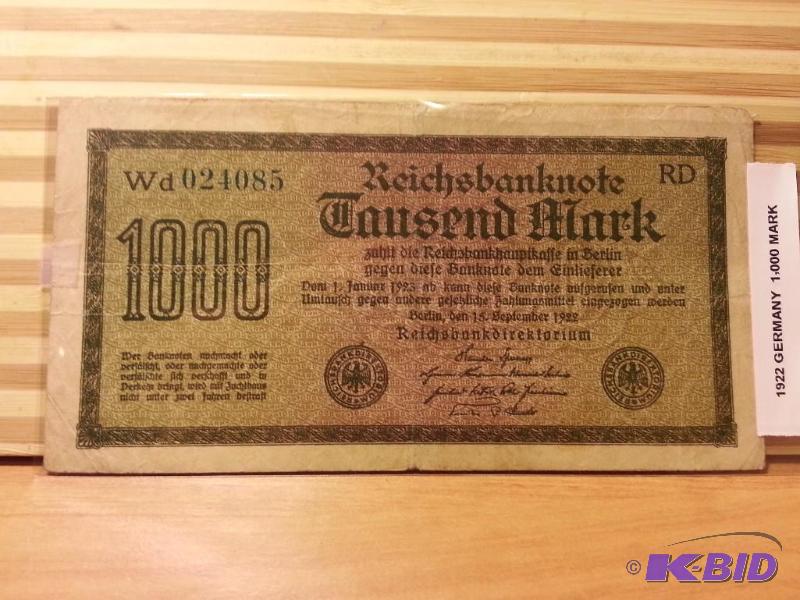 Wd 024085
RD
1000
Reichsbanknote
Tausend Mark
zahlt die Reichsbankhauptkasse in Berlin
gegen diese Banknote dem Einlieferer
Vom 1. Januar 1923 ab kann diese Banknote aufgerufen und unter
Umtausch gegen andere gesetzliche Zahlungsmittel eingezogen werden
Berlin, den 15. September 1922
Reichsbankdirektorium
Wer Banknoten nachmacht oder
verfälscht, oder nachgemachte oder
verfälschte sich verschafft und in
Verkehr bringt, wird mit Zuchthaus
nicht unter zwei Jahren bestraft
REICHSBANKDIREKTORIUM
REICHSBANKDIREKTORIUM
1922 GERMANY 1:000 MARK
© K-BID